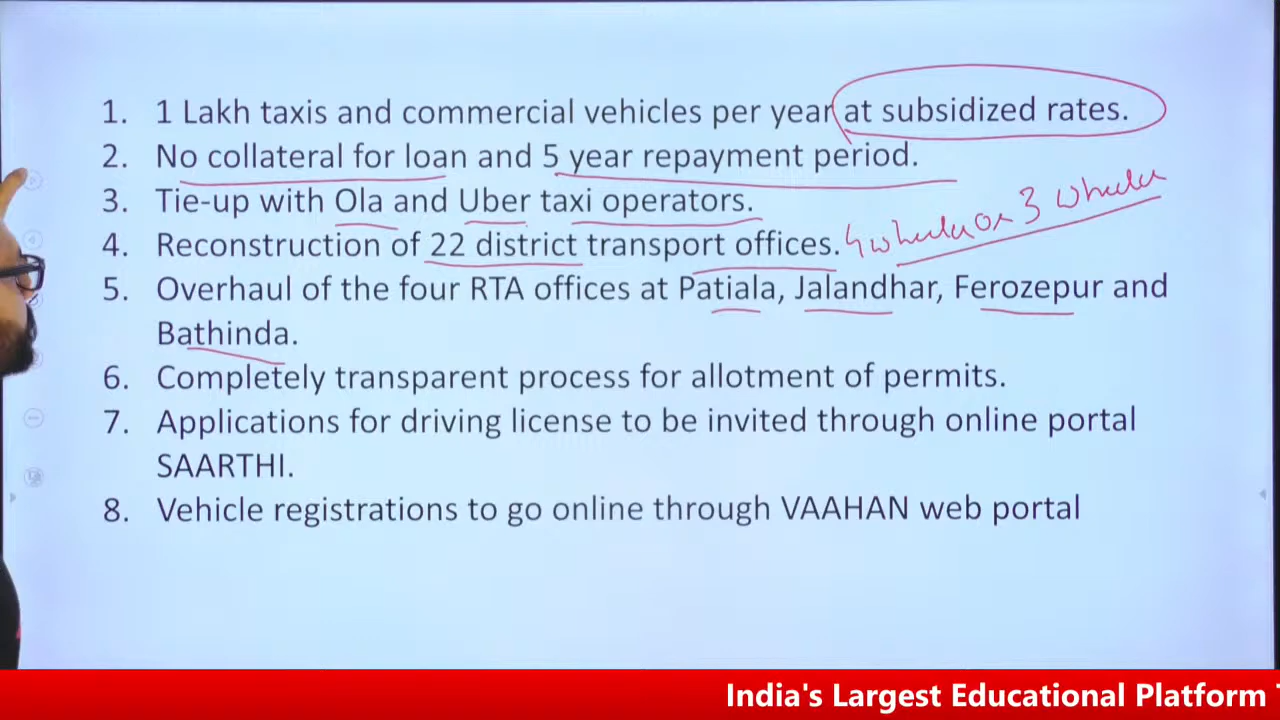 1. 1 Lakh taxis and commercial vehicles per year at subsidized rates.
2. No collateral for loan and 5 year repayment period.
3. Tie-up with Ola and Uber taxi operators.
4 wheeler or 3 wheeler
4. Reconstruction of 22 district transport offices.
5. Overhaul of the four RTA offices at Patiala, Jalandhar, Ferozepur and
Bathinda.
6. Completely transparent process for allotment of permits.
7. Applications for driving license to be invited through online portal
SAARTHI.
8. Vehicle registrations to go online through VAAHAN web portal
India's Largest Educational Platform